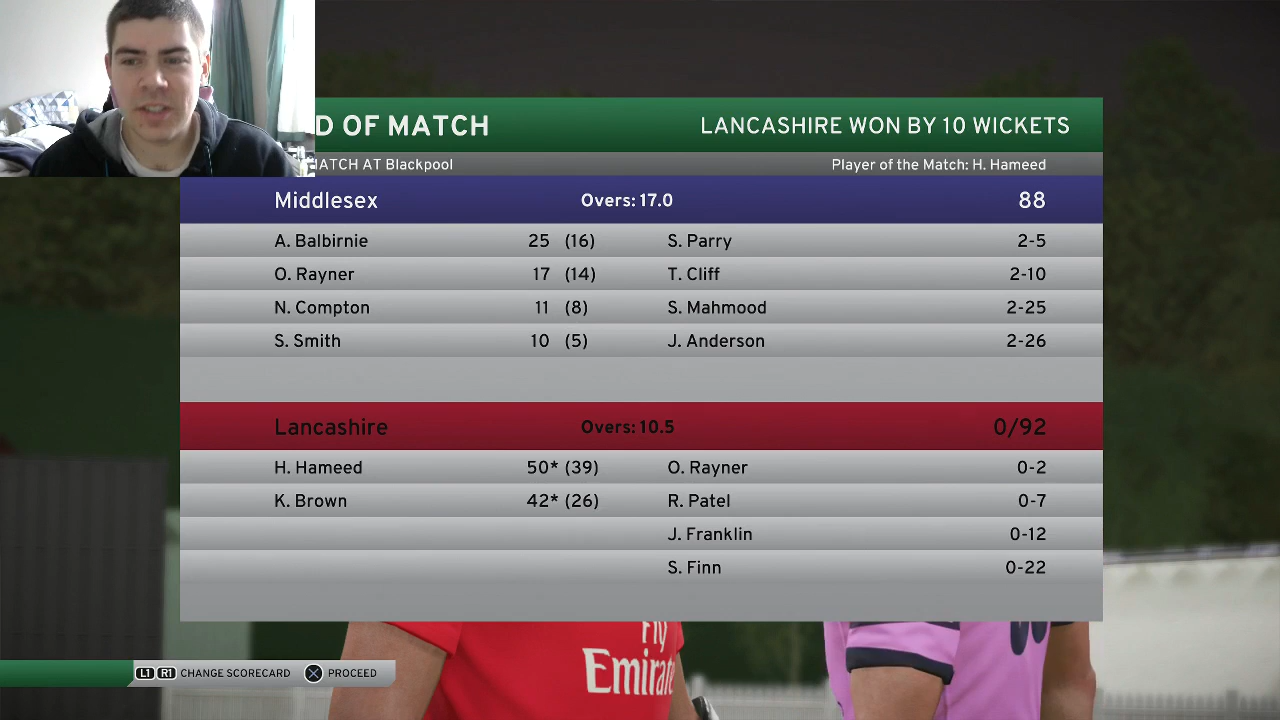 D OF MATCH LANCASHIRE WON BY 10 WICKETS
MATCH AT Blackpool Player of the Match: H. Hameed
Middlesex Overs: 17.0 88
A. Balbirnie 25 (16) S. Parry 2-5
O. Rayner 17 (14) T. Cliff 2-10
N. Compton 11 (8) S. Mahmood 2-25
S. Smith 10 (5) J. Anderson 2-26
Lancashire Overs: 10.5 0/92
H. Hameed 50* (39) O. Rayner 0-2
K. Brown 42* (26) R. Patel 0-7
J. Franklin 0-12
S. Finn 0-22
Fly
Emirate
L1 R1 CHANGE SCORECARD X PROCEED